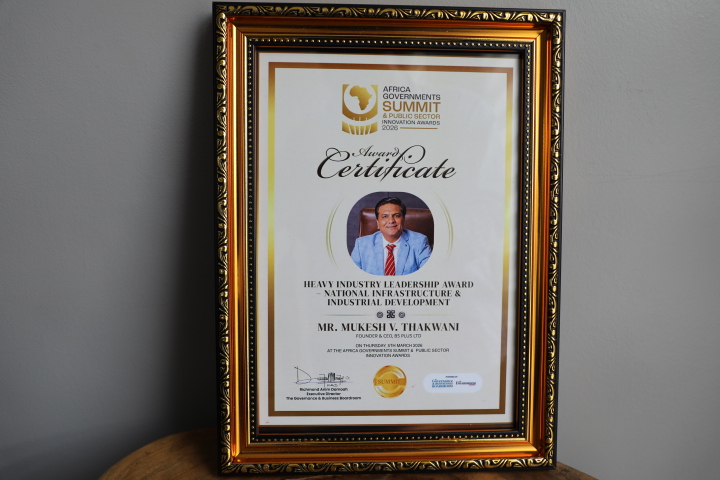 AFRICA
GOVERNMENTS
SUMMIT
& PUBLIC SECTOR
INNOVATION AWARDS
2026
Award
Certificate
HEAVY INDUSTRY LEADERSHIP AWARD
– NATIONAL INFRASTRUCTURE &
INDUSTRIAL DEVELOPMENT
MR. MUKESH V. THAKWANI
FOUNDER & CEO, B5 PLUS LTD
ON THURSDAY 5TH MARCH 2026
AT THE AFRICA GOVERNMENTS SUMMIT & PUBLIC SECTOR
INNOVATION AWARDS
Executive Director
The Governance & Business Boardroom
SUMMIT